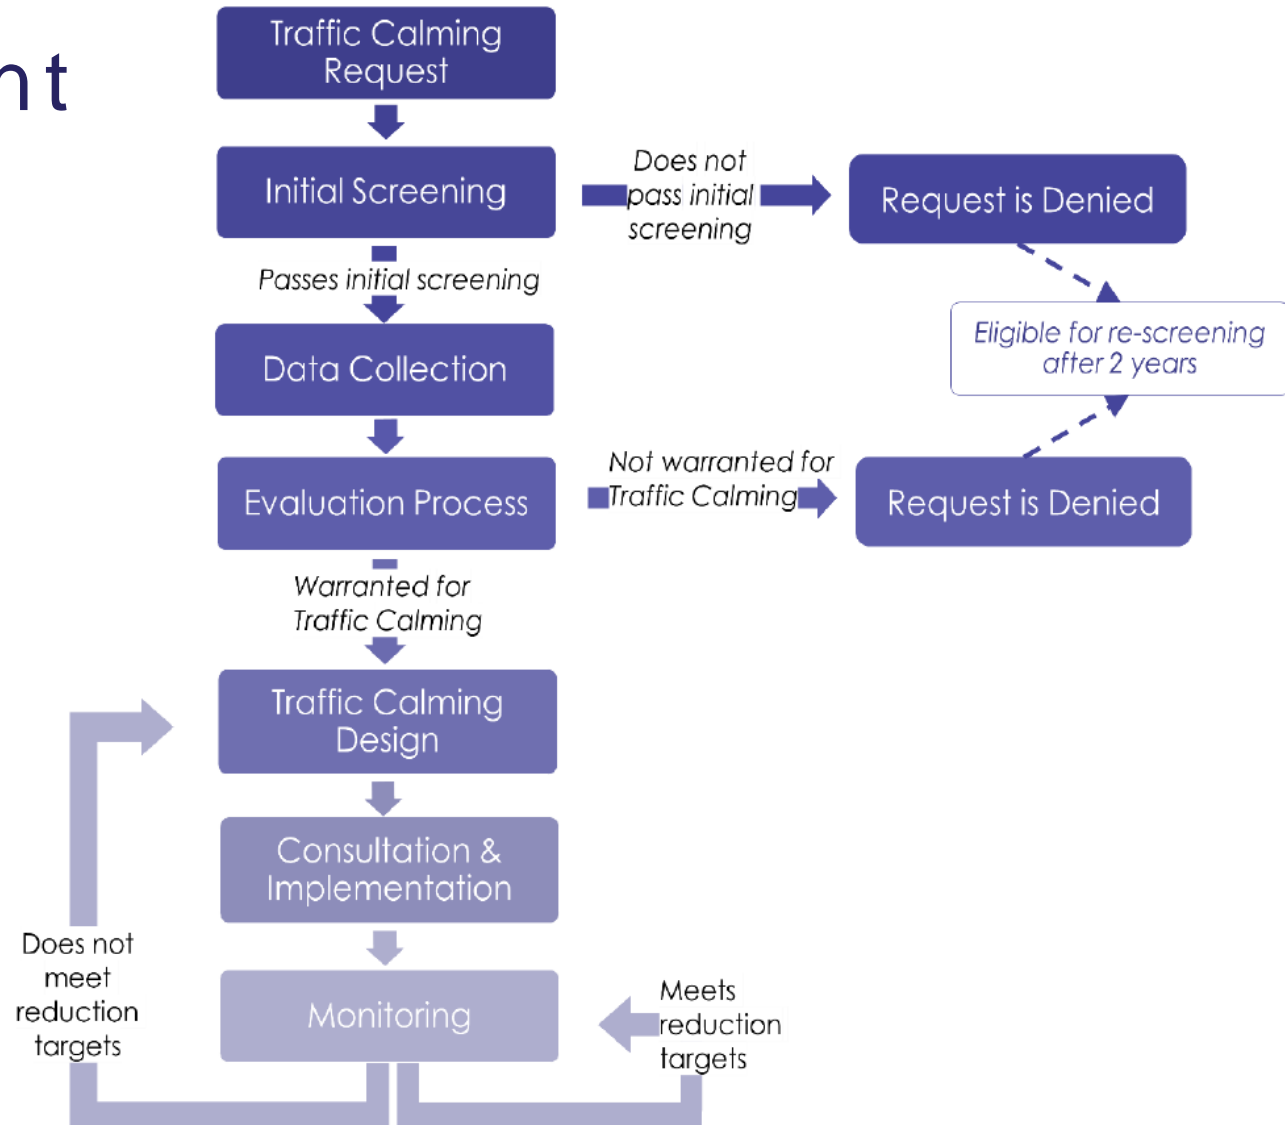 nt
Traffic Calming
Request
Initial Screening
Does not
pass initial
screening
Request is Denied
Passes initial screening
Eligible for re-screening
after 2 years
Data Collection
Evaluation Process
Not warranted for
Traffic Calming
Request is Denied
Warranted for
Traffic Calming
Traffic Calming
Design
Consultation &
Implementation
Does not
meet
reduction
targets
Monitoring
Meets
reduction
targets